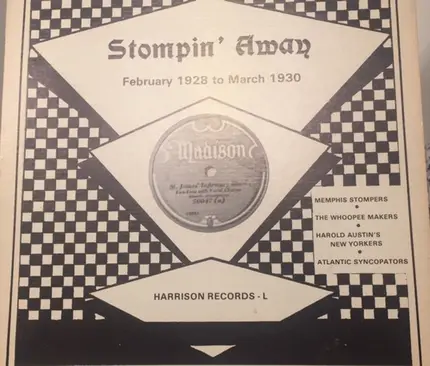 Stompin' Away
February 1928 to March 1930
Madison
MEMPHIS STOMPERS
•
THE WHOOPEE MAKERS
•
HAROLD AUSTIN'S
NEW YORKERS
•
ATLANTIC SYNCOPATORS
HARRISON RECORDS - L